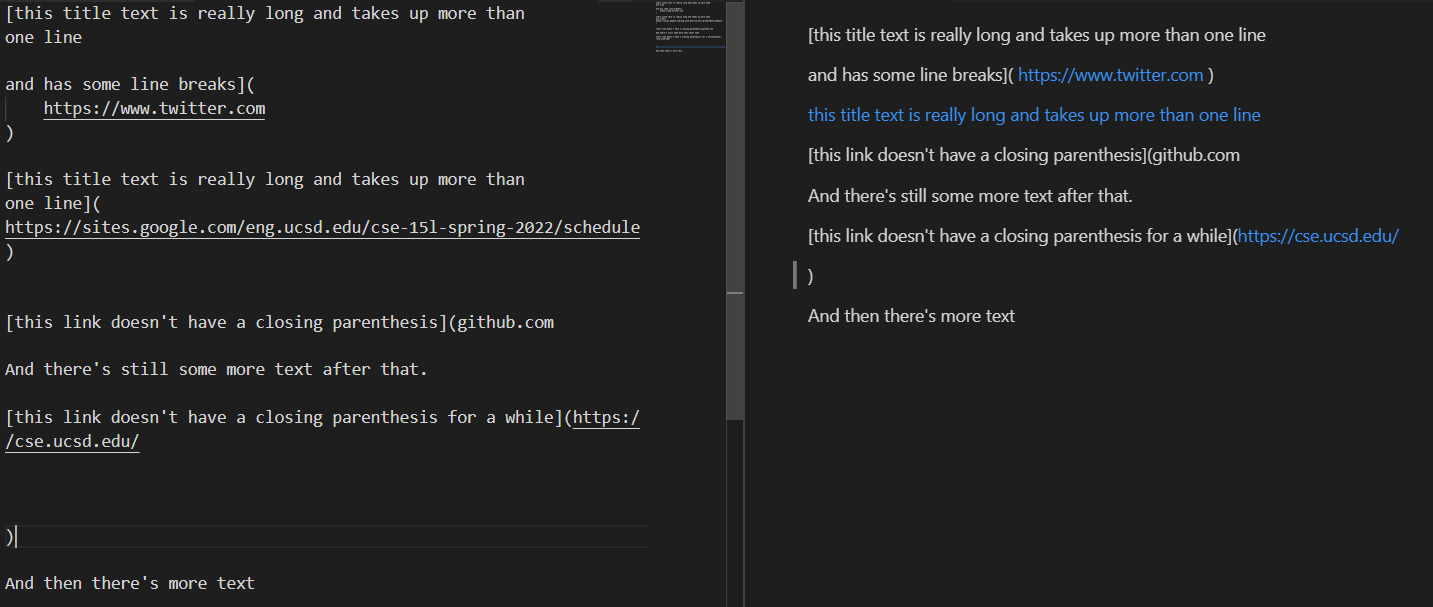 [this title text is really long and takes up more than
one line
and has some line breaks](
https://www.twitter.com
)
[this title text is really long and takes up more than
one line](
https://sites.google.com/eng.ucsd.edu/cse-15l-spring-2022/schedule
)
[this link doesn't have a closing parenthesis](github.com
And there's still some more text after that.
[this link doesn't have a closing parenthesis for a while](https:/
/cse.ucsd.edu/
)
And then there's more text
[this title text is really long and takes up more than one line
and has some line breaks]( https://www.twitter.com )
this title text is really long and takes up more than one line
[this link doesn't have a closing parenthesis](github.com
And there's still some more text after that.
[this link doesn't have a closing parenthesis for a while](https://cse.ucsd.edu/
)
And then there's more text